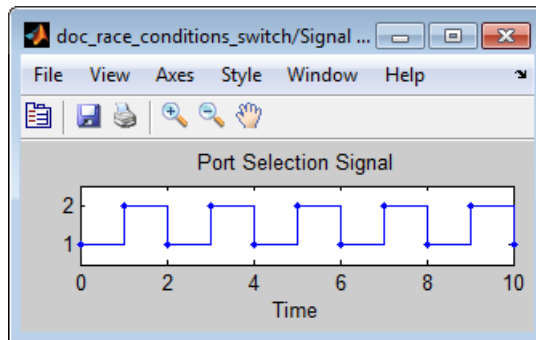 doc_race_conditions_switch/Signal ...
File View Axes Style Window Help
Port Selection Signal
2
1
0 2 4 6 8 10
Time